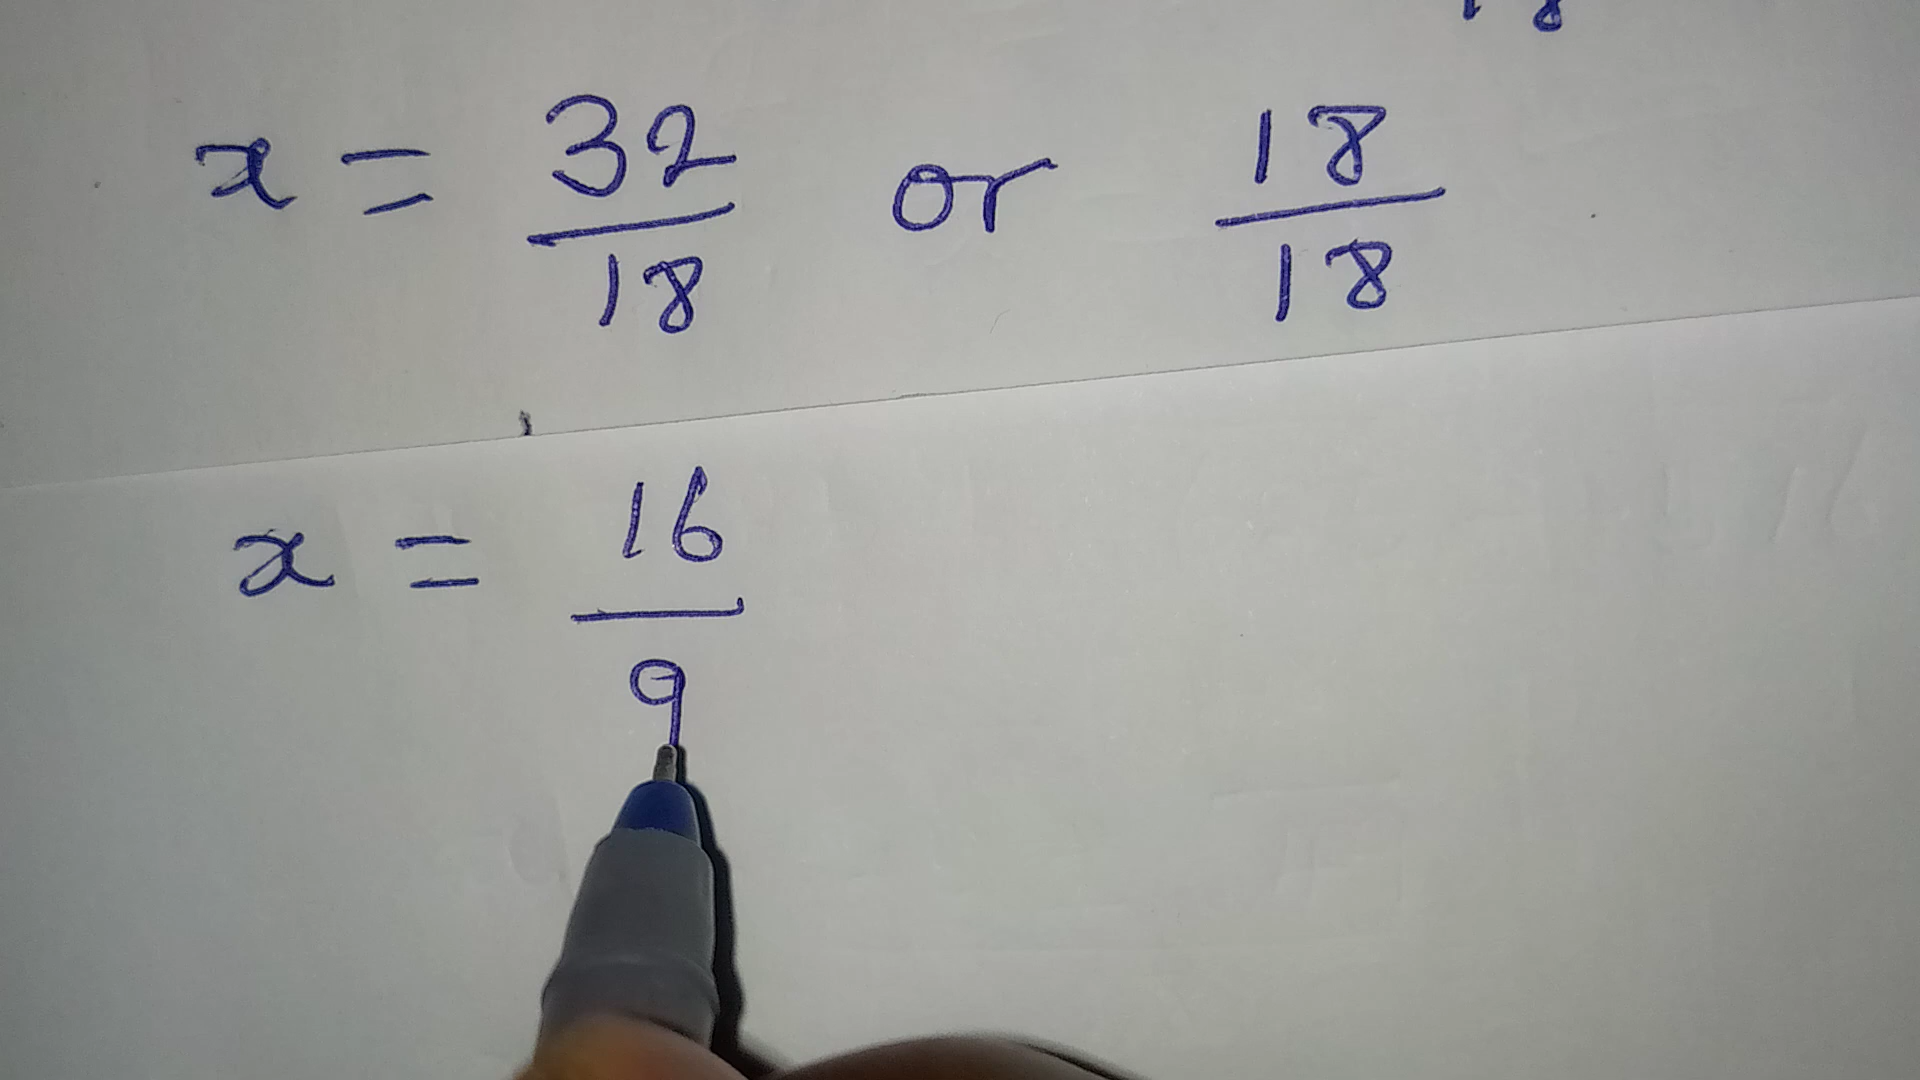 x = 32/18 or 18/18
x = 16/9